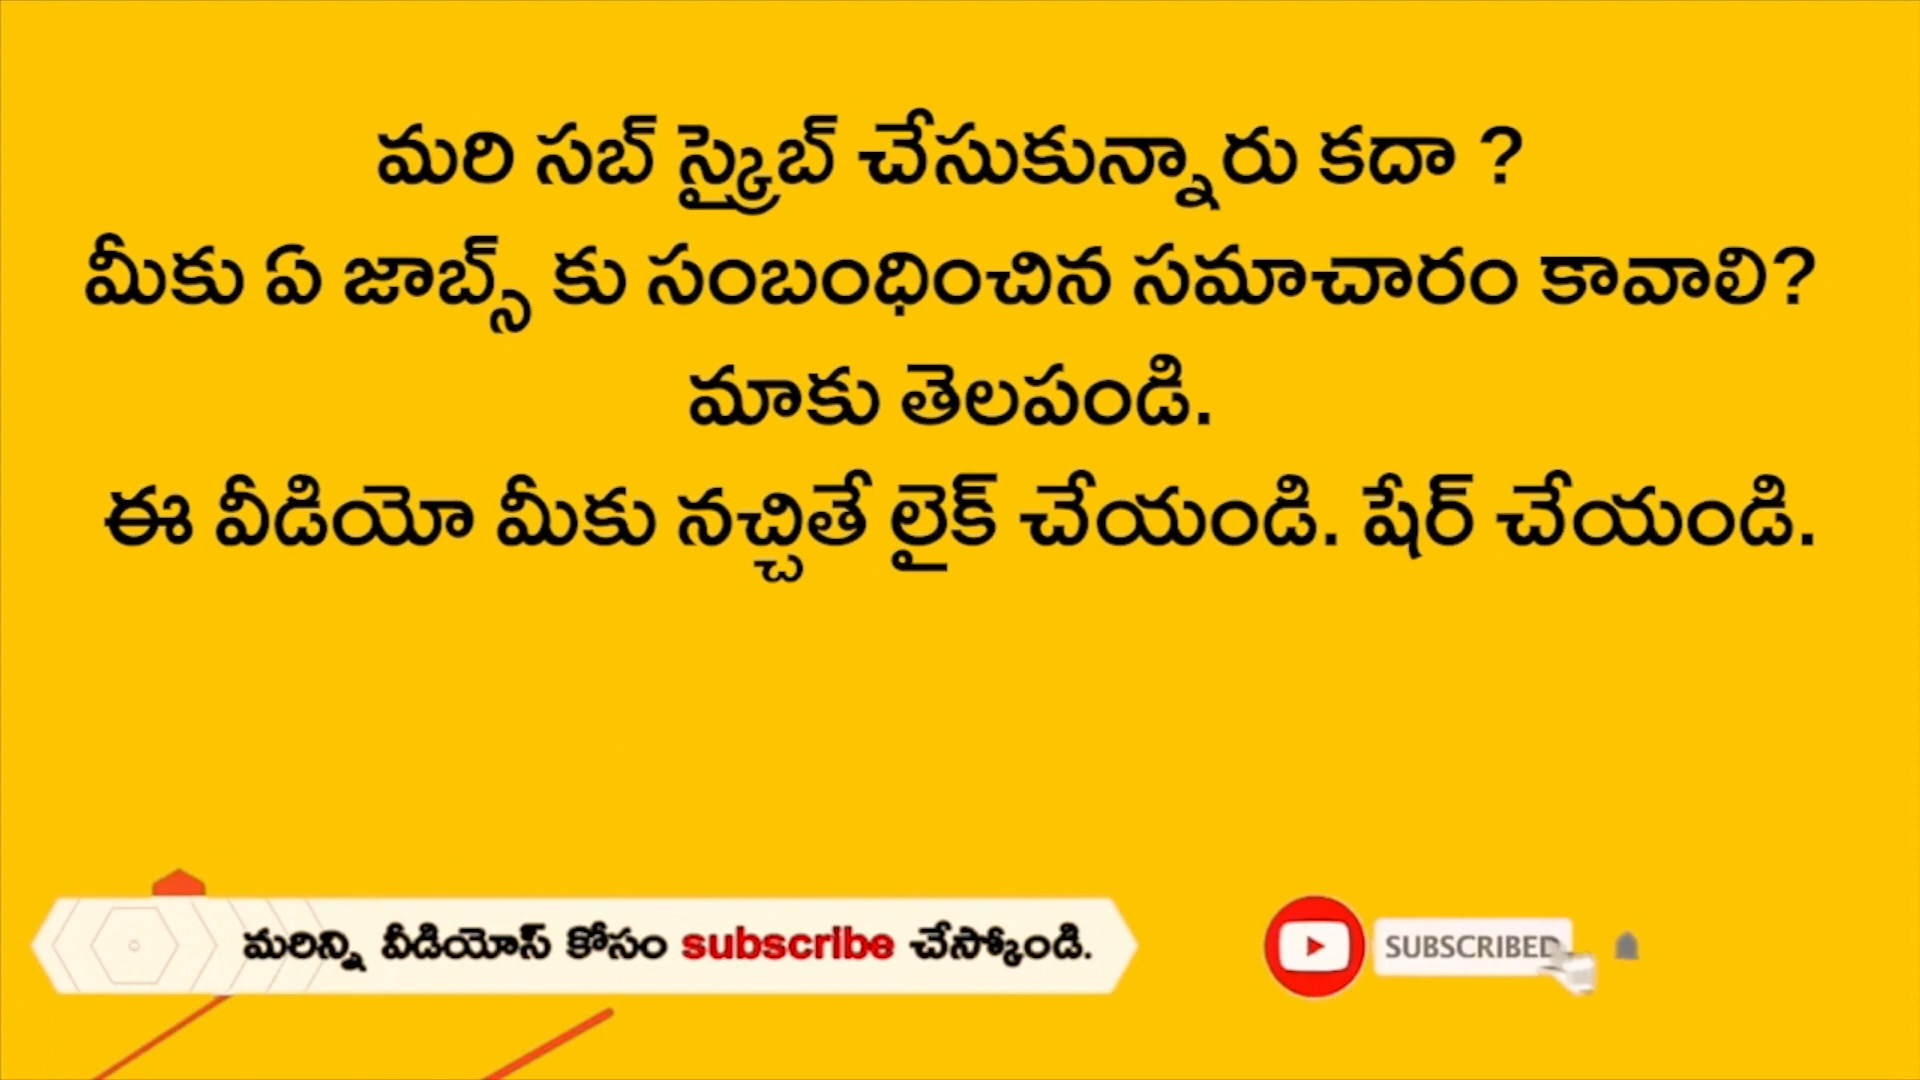 మరి సబ్ స్క్రైబ్ చేసుకున్నారు కదా ?
మీకు ఏ జాబ్స్ కు సంబంధించిన సమాచారం కావాలి?
మాకు తెలపండి.
ఈ వీడియో మీకు నచ్చితే లైక్ చేయండి. షేర్ చేయండి.
మరిన్ని వీడియోస్ కోసం subscribe చేస్కోండి.
SUBSCRIBED